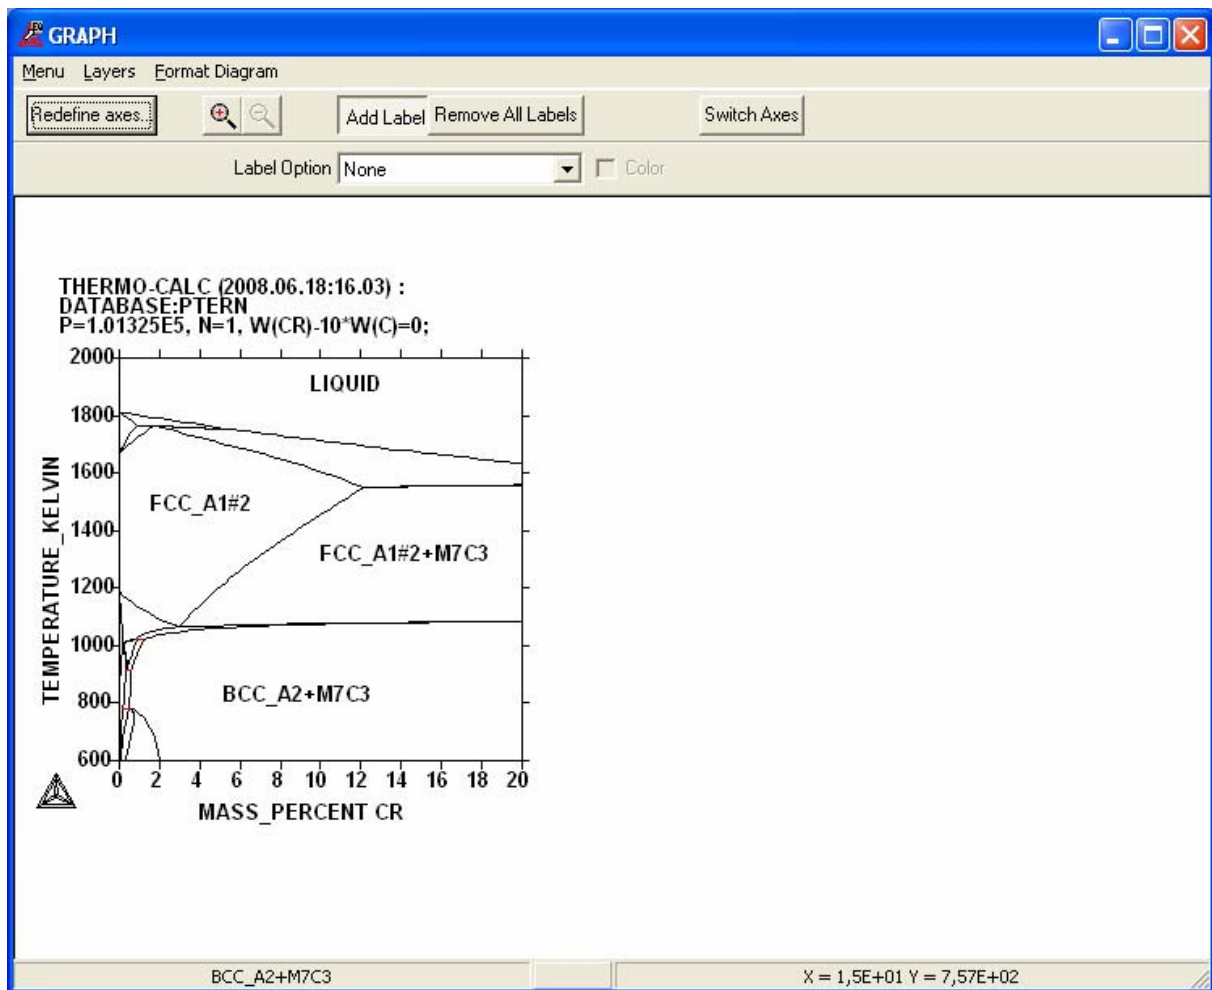 GRAPH
Menu Layers Format Diagram
Redefine axes.. Add Label Remove All Labels Switch Axes
Label Option None Color
THERMO-CALC (2008.06.18:16.03) :
DATABASE:PTERN
P=1.01325E5, N=1, W(CR)-10*W(C)=0;
2000
LIQUID
1800
1600
FCC_A1#2
1400
FCC_A1#2+M7C3
1200
1000
BCC_A2+M7C3
800
600
TEMPERATURE_KELVIN
0 2 4 6 8 10 12 14 16 18 20
MASS_PERCENT CR
BCC_A2+M7C3 X = 1,5E+01 Y = 7,57E+02